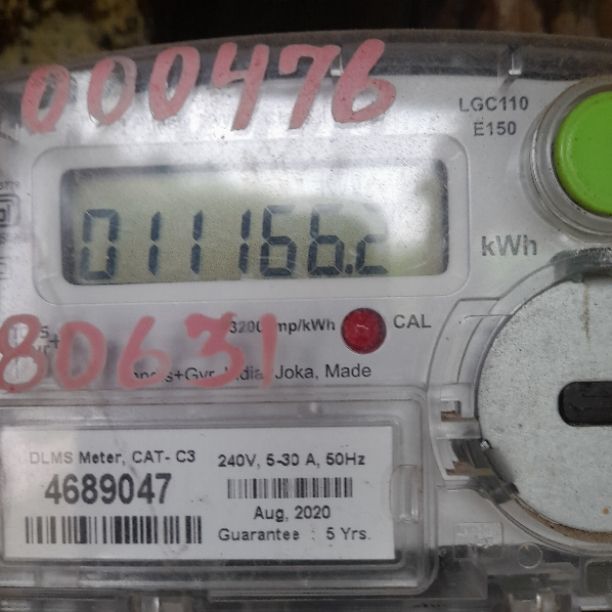 000476
LGC110
E150
011166.2
kWh
3200 imp/kWh
CAL
80631
India, Joka, Made
DLMS Meter, CAT- C3
4689047
240V, 5-30 A, 50Hz
Aug, 2020
Guarantee : 5 Yrs.